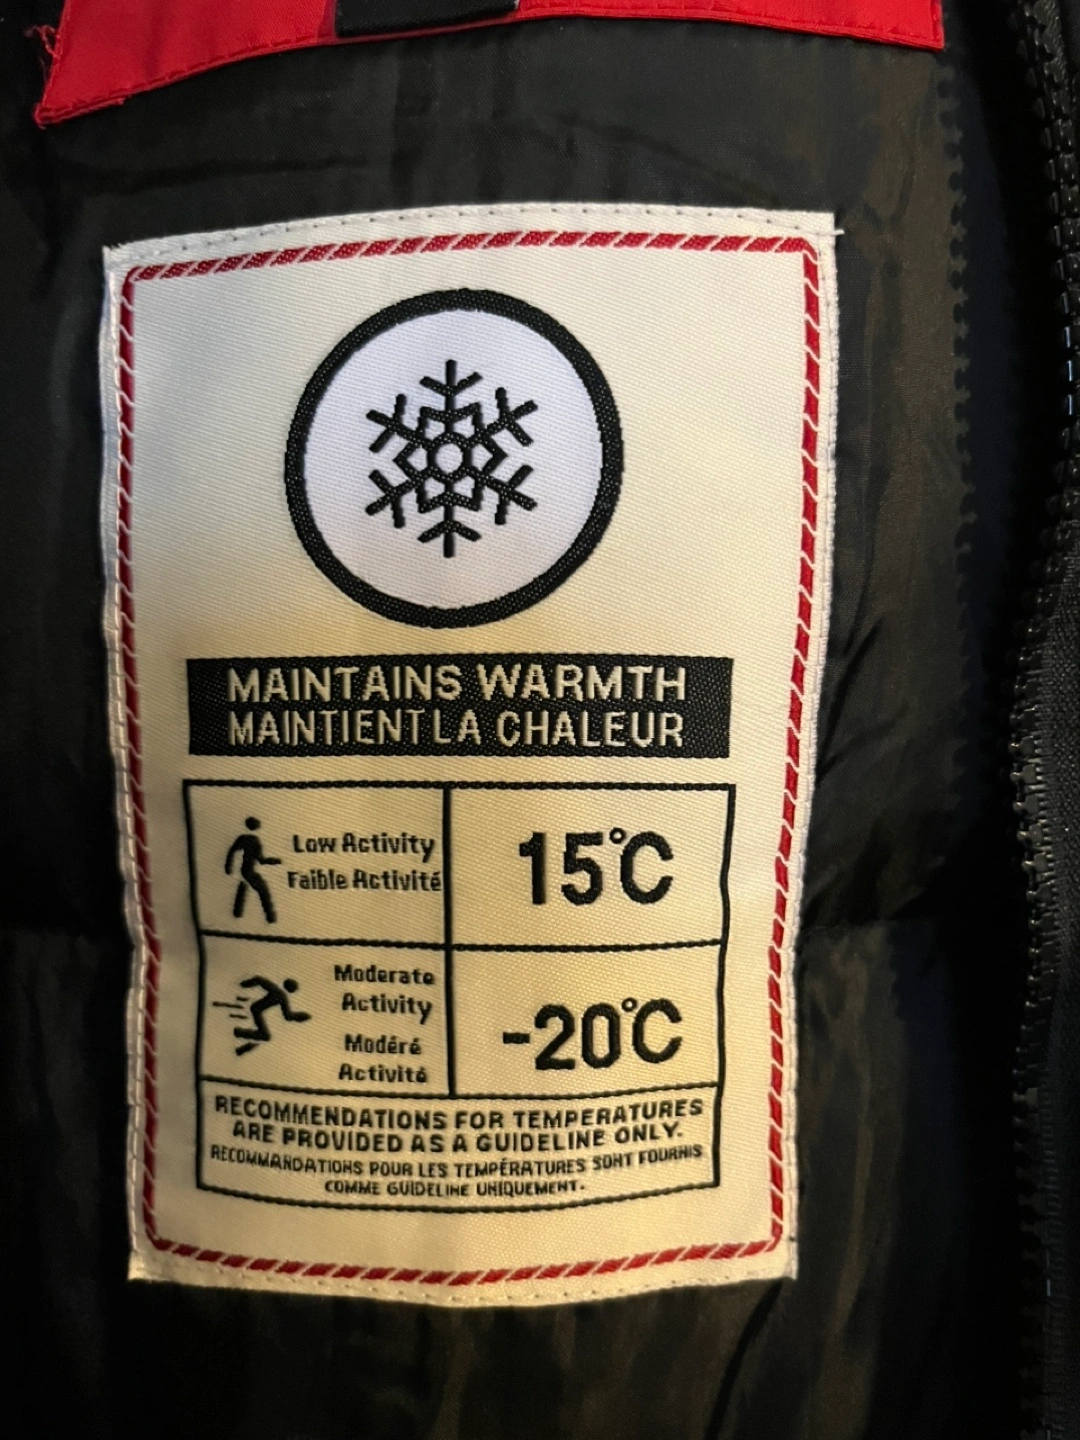 MAINTAINS WARMTH
MAINTIENT LA CHALEUR
Low Activity
Faible Activité
15°C
Moderate
Activity
Modéré
Activité
-20°C
RECOMMENDATIONS FOR TEMPERATURES
ARE PROVIDED AS A GUIDELINE ONLY.
RECOMMANDATIONS POUR LES TEMPÉRATURES SONT FOURNIS
COMME GUIDELINE UNIQUEMENT.